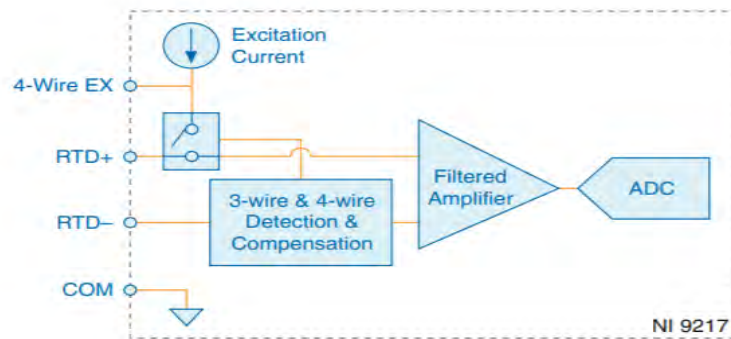 Excitation
Current
4-Wire EX
RTD+
RTD–
3-wire & 4-wire
Detection &
Compensation
Filtered
Amplifier
ADC
COM
NI 9217